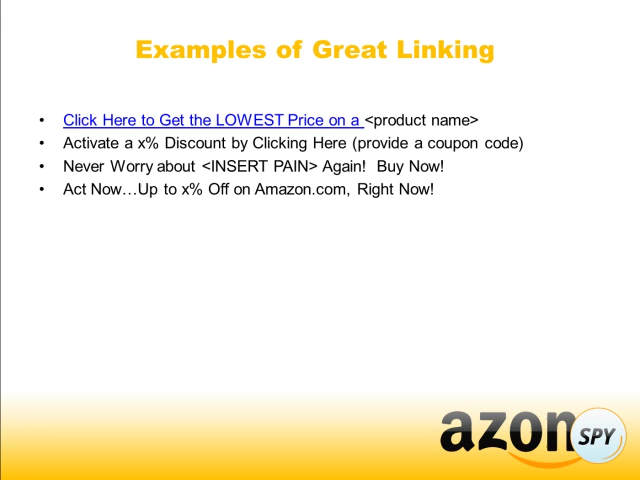 Examples of Great Linking
• Click Here to Get the LOWEST Price on a <product name>
• Activate a x% Discount by Clicking Here (provide a coupon code)
• Never Worry about <INSERT PAIN> Again!  Buy Now!
• Act Now…Up to x% Off on Amazon.com, Right Now!
azon SPY